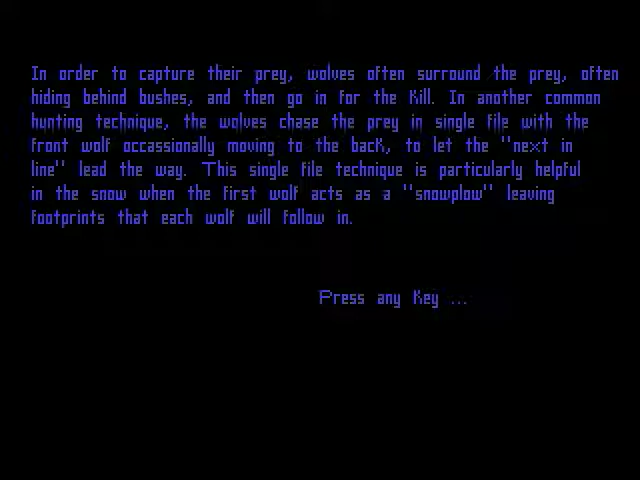 In order to capture their prey, wolves often surround the prey, often
hiding behind bushes, and then go in for the kill. In another common
hunting technique, the wolves chase the prey in single file with the
front wolf occassionally moving to the back, to let the "next in
line" lead the way. This single file technique is particularly helpful
in the snow when the first wolf acts as a "snowplow" leaving
footprints that each wolf will follow in.
Press any Key ...